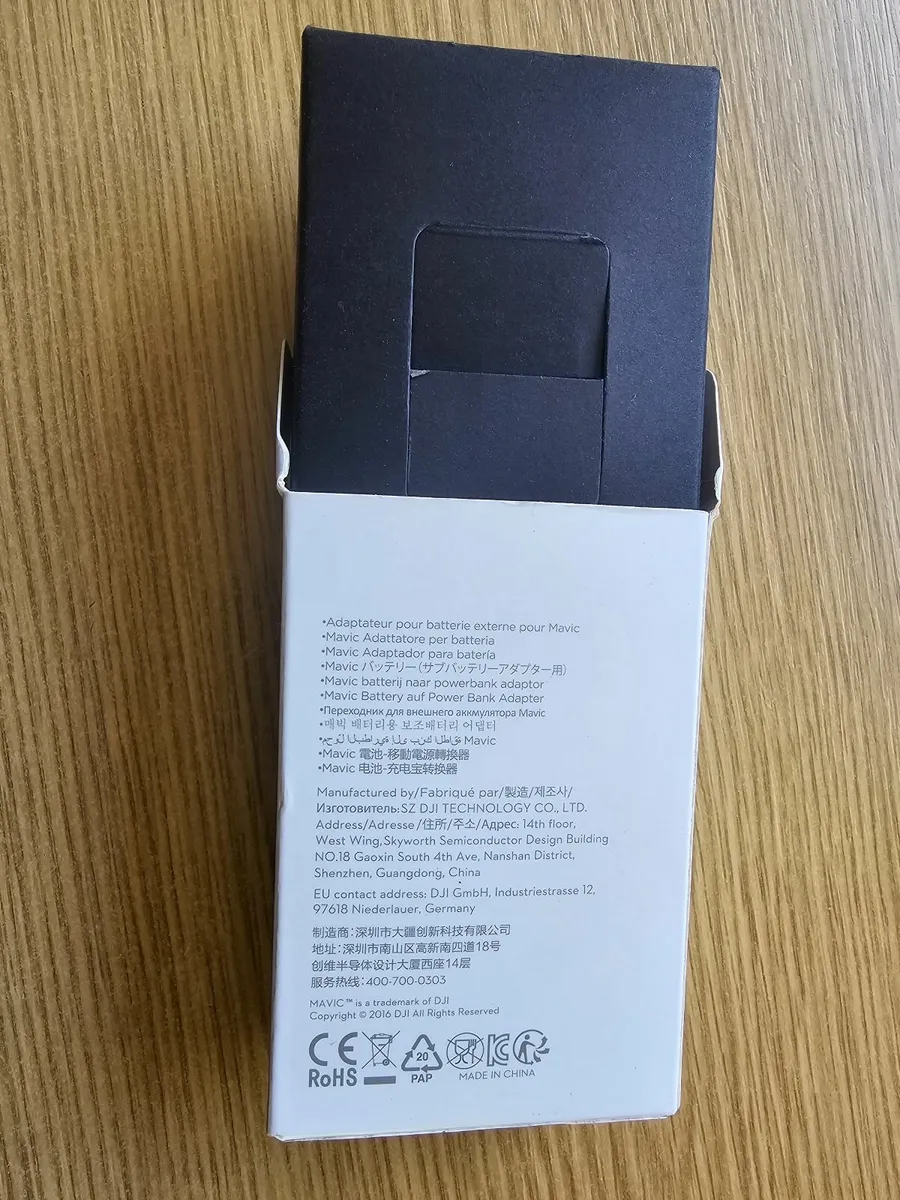 •Adaptateur pour batterie externe pour Mavic
•Mavic Adattatore per batteria
•Mavic Adaptador para batería
•Mavic バッテリー(サブバッテリーアダプター用)
•Mavic batterij naar powerbank adaptor
•Mavic Battery auf Power Bank Adapter
•Переходник для внешнего аккмулятора Mavic
•매빅 배터리용 보조배터리 어댑터
•محوّل البطارية إلى بنك الطاقة Mavic
•Mavic 電池-移動電源轉換器
•Mavic 电池-充电宝转换器
Manufactured by/Fabriqué par/製造/제조사/
Изготовитель:SZ DJI TECHNOLOGY CO., LTD.
Address/Adresse/住所/주소/Адрес: 14th floor,
West Wing,Skyworth Semiconductor Design Building
NO.18 Gaoxin South 4th Ave, Nanshan District,
Shenzhen, Guangdong, China
EU contact address: DJI GmbH, Industriestrasse 12,
97618 Niederlauer, Germany
制造商:深圳市大疆创新科技有限公司
地址:深圳市南山区高新南四道18号
创维半导体设计大厦西座14层
服务热线:400-700-0303
MAVIC™ is a trademark of DJI
Copyright © 2016 DJI All Rights Reserved
CE
RoHS
20
PAP
MADE IN CHINA